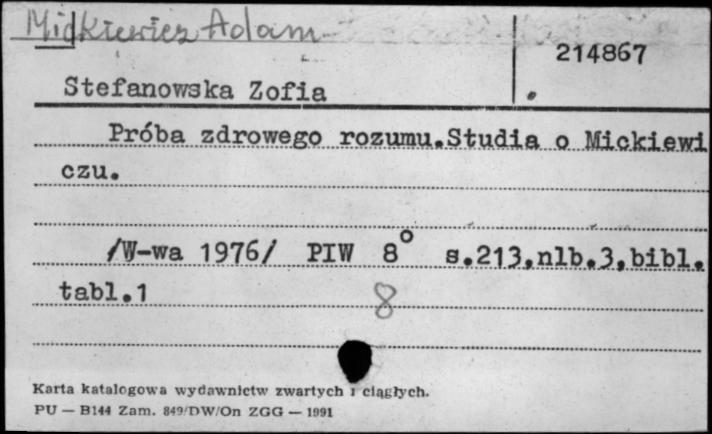 Mickiewicz Adam
214867
Stefanowska Zofia
Próba zdrowego rozumu.Studia o Mickiewi
czu.
/W-wa 1976/ PIW 8° s.213,nlb.3,bibl.
tabl.1
8
Karta katalogowa wydawnictw zwartych i ciągłych.
PU — B144 Zam. 849/DW/On ZGG — 1991